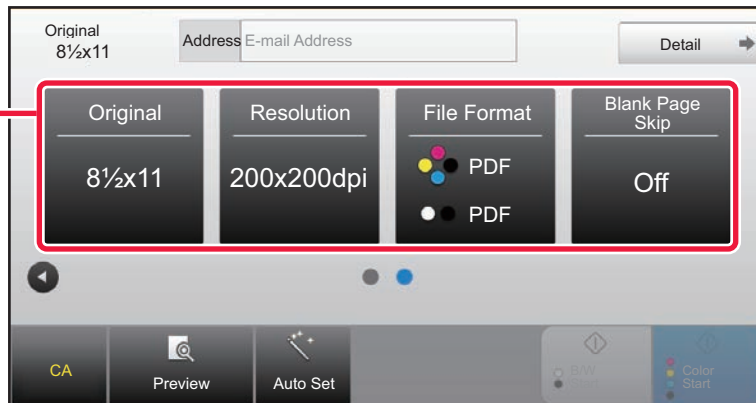 Original
8½x11
Address E-mail Address
Detail
Original
8½x11
Resolution
200x200dpi
File Format
PDF
PDF
Blank Page
Skip
Off
CA
Preview
Auto Set
B/W
Color
Start